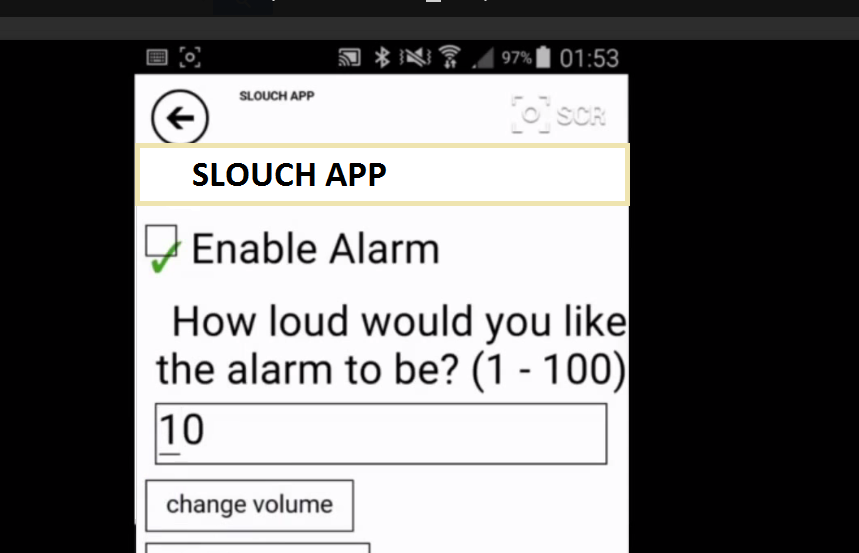 97% 01:53
SLOUCH APP
SCR
SLOUCH APP
Enable Alarm
How loud would you like
the alarm to be? (1 - 100)
10
change volume